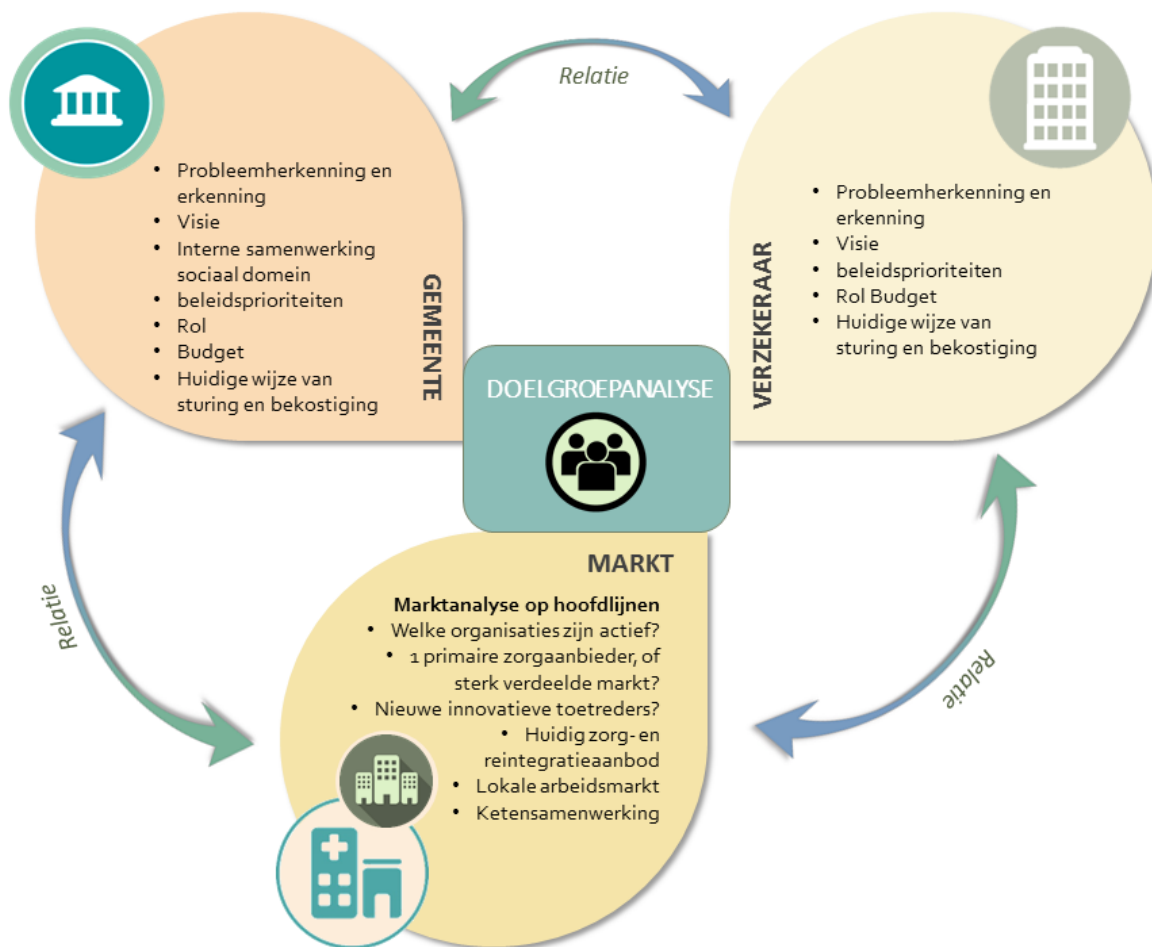 Relatie
• Probleemherkenning en
erkenning
• Visie
• Interne samenwerking
sociaal domein
• beleidsprioriteiten
• Rol
• Budget
• Huidige wijze van
sturing en bekostiging
GEMEENTE
• Probleemherkenning en
erkenning
• Visie
• beleidsprioriteiten
• Rol Budget
• Huidige wijze van
sturing en bekostiging
VERZEKERAAR
DOELGROEPANALYSE
MARKT
Marktanalyse op hoofdlijnen
• Welke organisaties zijn actief?
• 1 primaire zorgaanbieder, of
sterk verdeelde markt?
• Nieuwe innovatieve toetreders?
• Huidig zorg- en
reintegratieaanbod
• Lokale arbeidsmarkt
• Ketensamenwerking
Relatie
Relatie